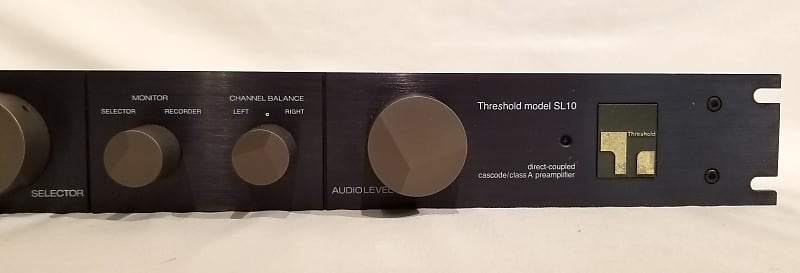 MONITOR
SELECTOR RECORDER
CHANNEL BALANCE
LEFT RIGHT
SELECTOR
AUDIO LEVEL
Threshold model SL10
direct-coupled
cascode/class A preamplifier
Threshold